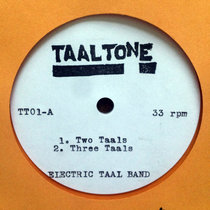 TAALTONE
TT01-A 33 rpm
1. Two Taals
2. Three Taals
ELECTRIC TAAL BAND